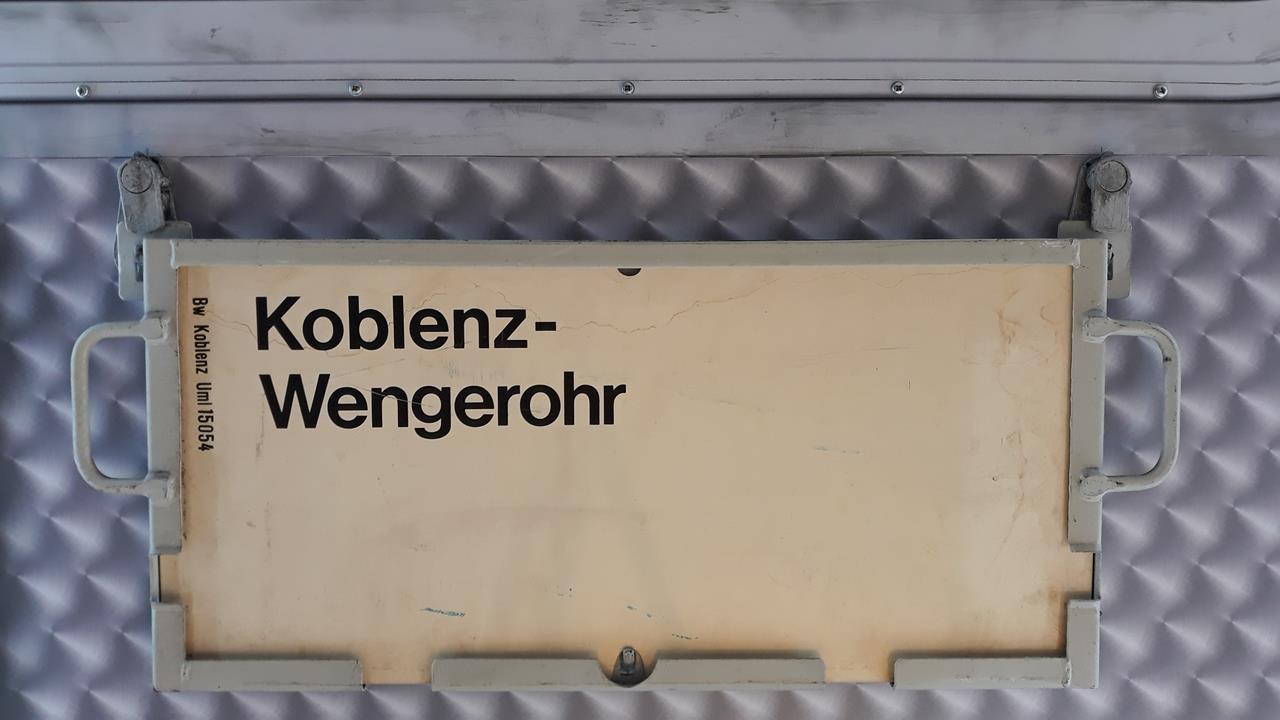 Koblenz-
Wengerohr
Bw Koblenz Uml 15054